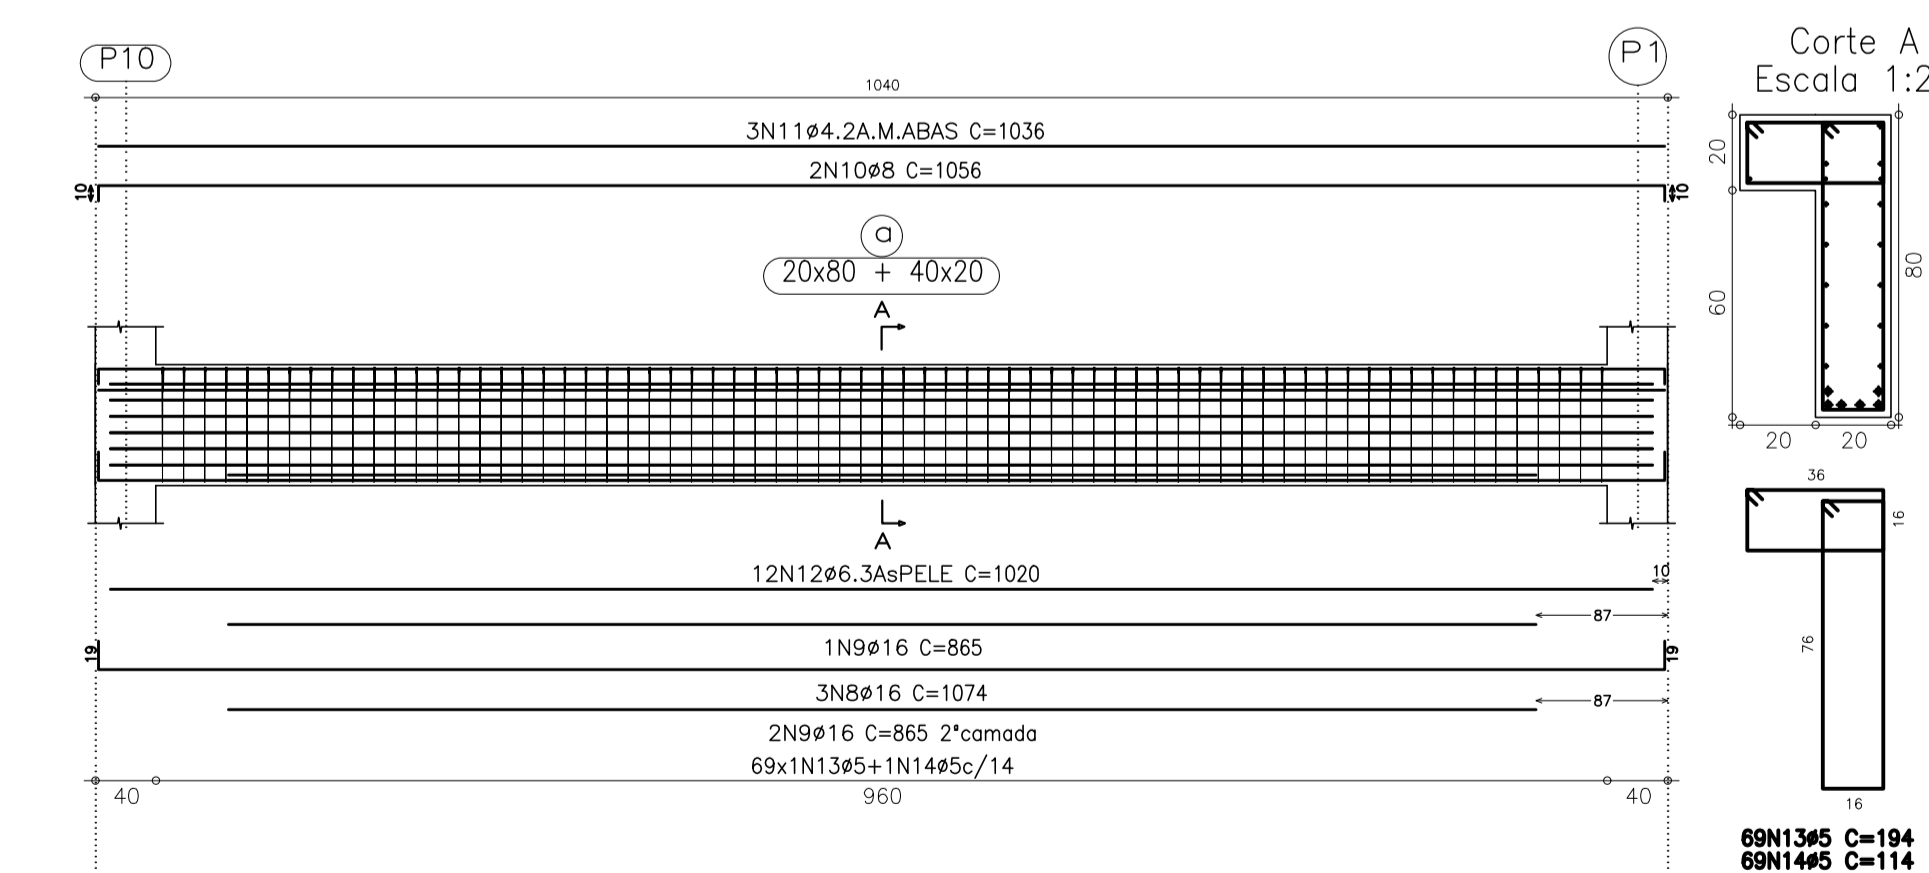 P10
P1
1040
3N11ø4.2A.M.ABAS C=1036
2N10ø8 C=1056
10
10
a
20x80 + 40x20
A
A
12N12ø6.3AsPELE C=1020
10
87
1N9ø16 C=865
19
19
3N8ø16 C=1074
87
2N9ø16 C=865 2ªcamada
69x1N13ø5+1N14ø5c/14
40
960
40
Corte A
Escala 1:2
20
60
80
20
20
36
16
76
16
69N13ø5 C=194
69N14ø5 C=114